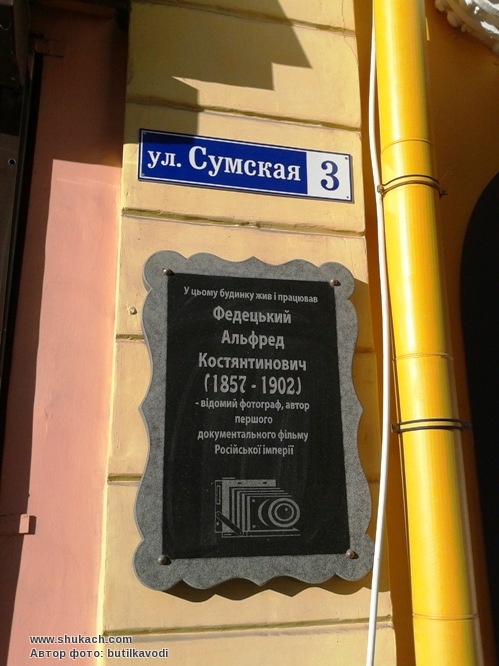 ул. Сумская 3
У цьому будинку жив і працював
Федецький
Альфред
Костянтинович
(1857 - 1902)
- відомий фотограф, автор
першого
документального фільму
Російської імперії
www.shukach.com
Автор фото: butilkavodi